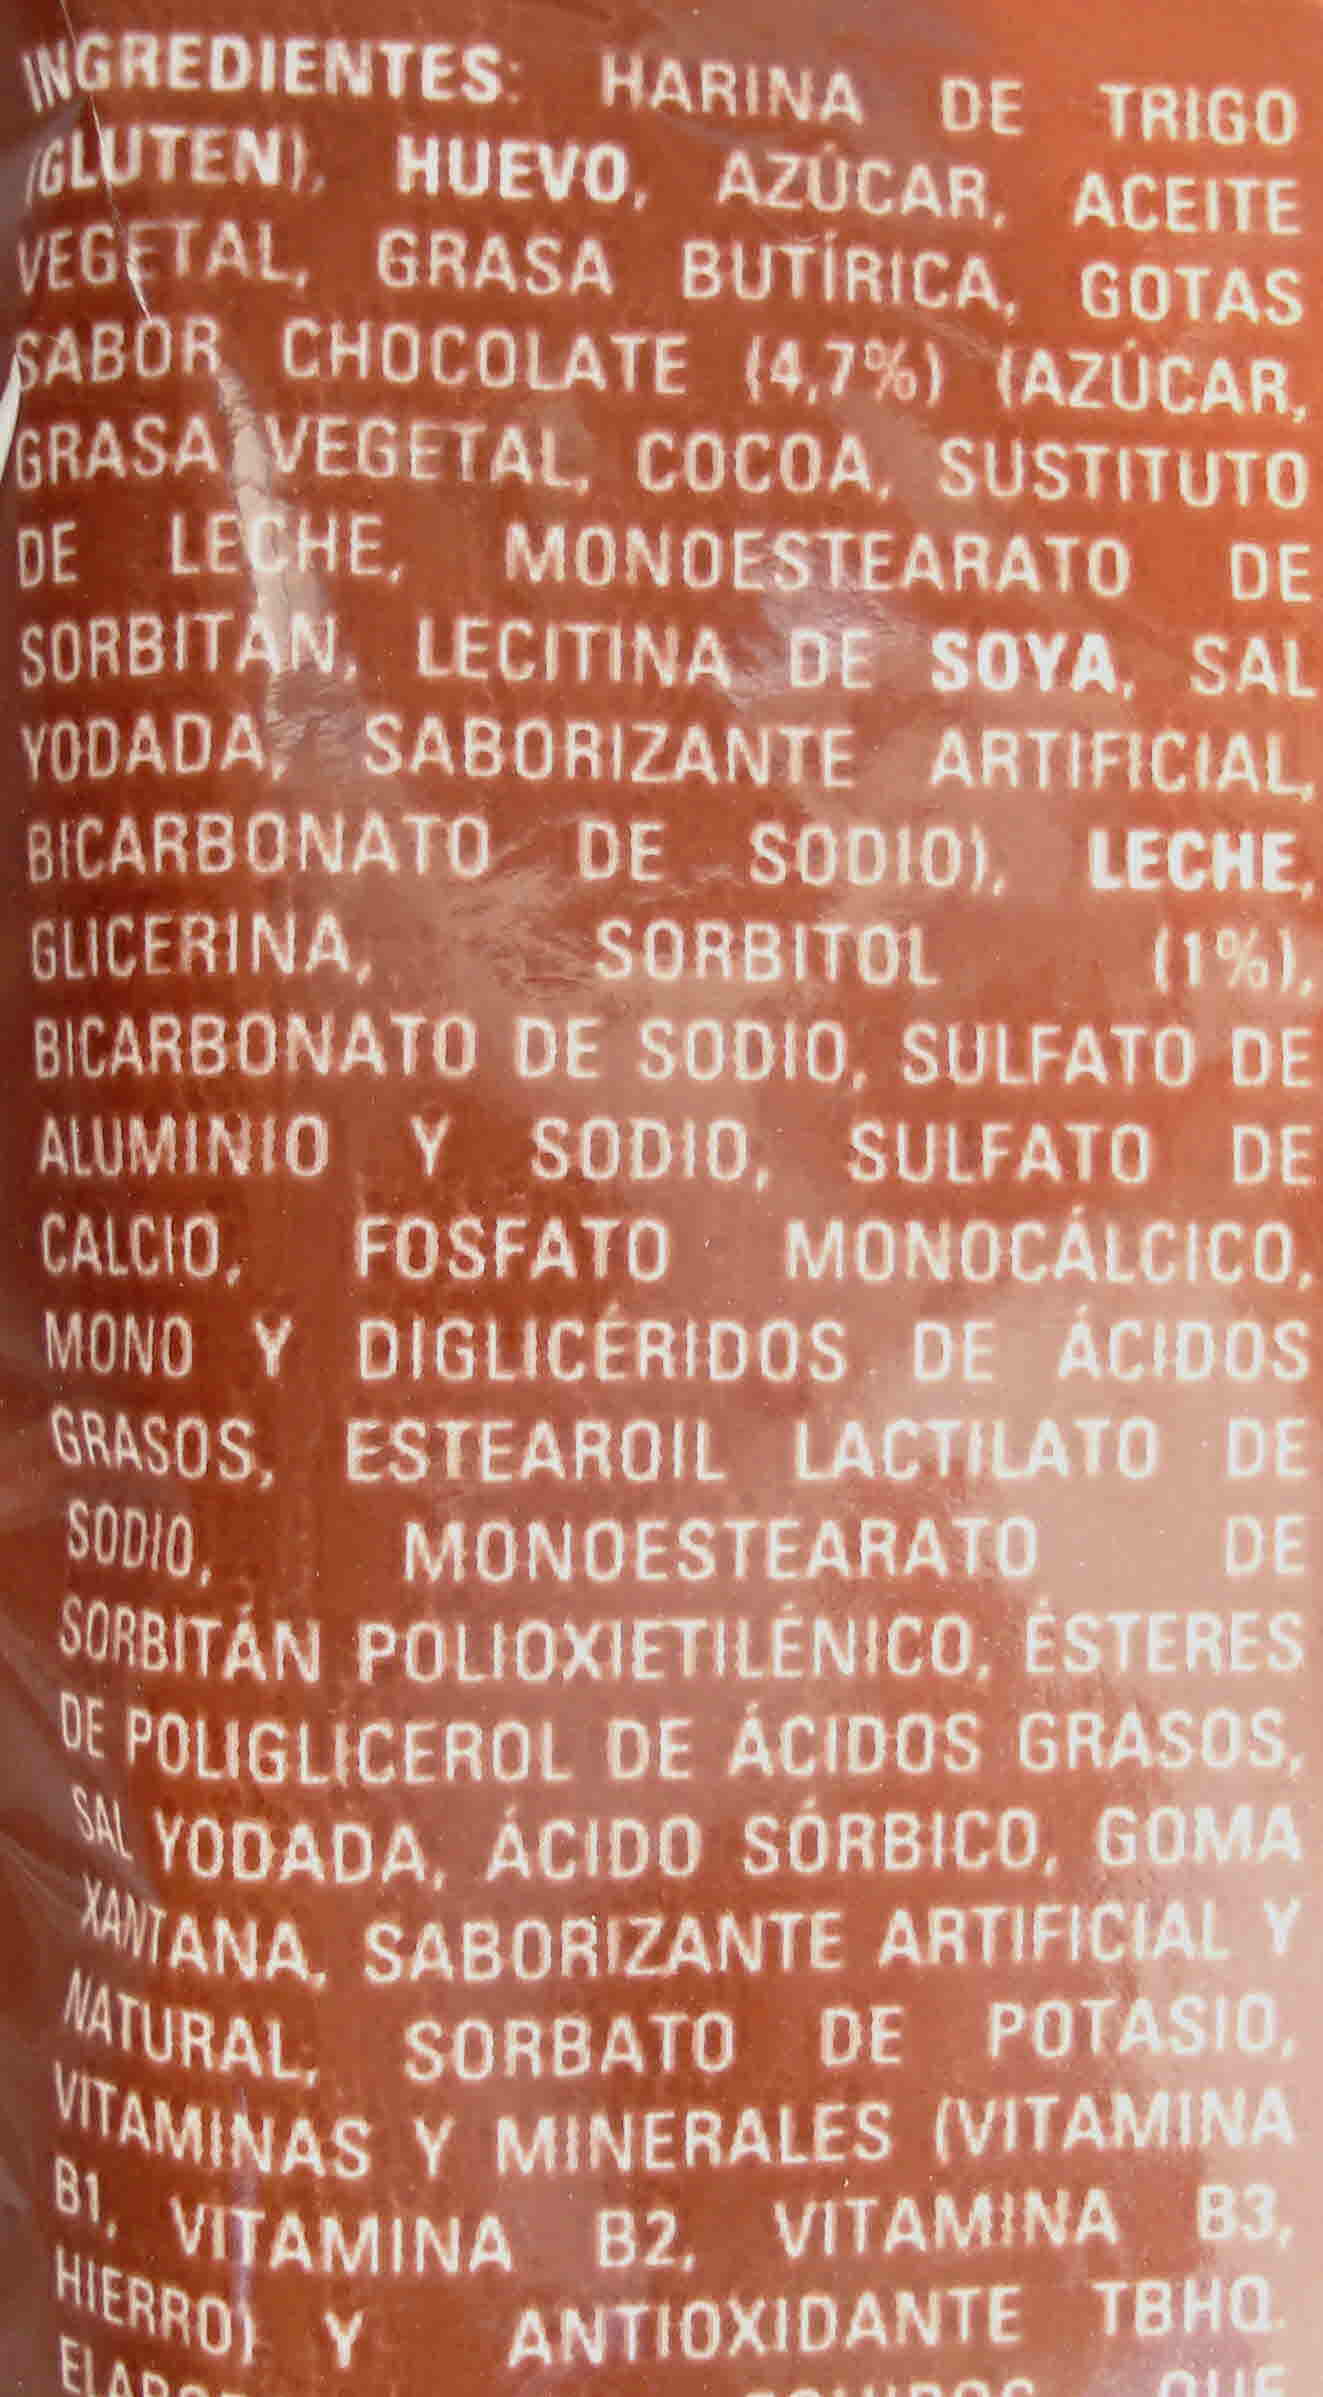 INGREDIENTES: HARINA DE TRIGO
(GLUTEN), HUEVO, AZÚCAR, ACEITE
VEGETAL, GRASA BUTÍRICA, GOTAS
SABOR CHOCOLATE (4,7%) (AZÚCAR,
GRASA VEGETAL, COCOA, SUSTITUTO
DE LECHE, MONOESTEARATO DE
SORBITÁN, LECITINA DE SOYA, SAL
YODADA, SABORIZANTE ARTIFICIAL,
BICARBONATO DE SODIO), LECHE,
GLICERINA, SORBITOL (1%),
BICARBONATO DE SODIO, SULFATO DE
ALUMINIO Y SODIO, SULFATO DE
CALCIO, FOSFATO MONOCÁLCICO,
MONO Y DIGLICÉRIDOS DE ÁCIDOS
GRASOS, ESTEAROIL LACTILATO DE
SODIO, MONOESTEARATO DE
SORBITÁN POLIOXIETILÉNICO, ÉSTERES
DE POLIGLICEROL DE ÁCIDOS GRASOS,
SAL YODADA, ÁCIDO SÓRBICO, GOMA
XANTANA, SABORIZANTE ARTIFICIAL Y
NATURAL, SORBATO DE POTASIO,
VITAMINAS Y MINERALES (VITAMINA
B1, VITAMINA B2, VITAMINA B3,
HIERRO) Y ANTIOXIDANTE TBHQ.
EQUIPOS QUE